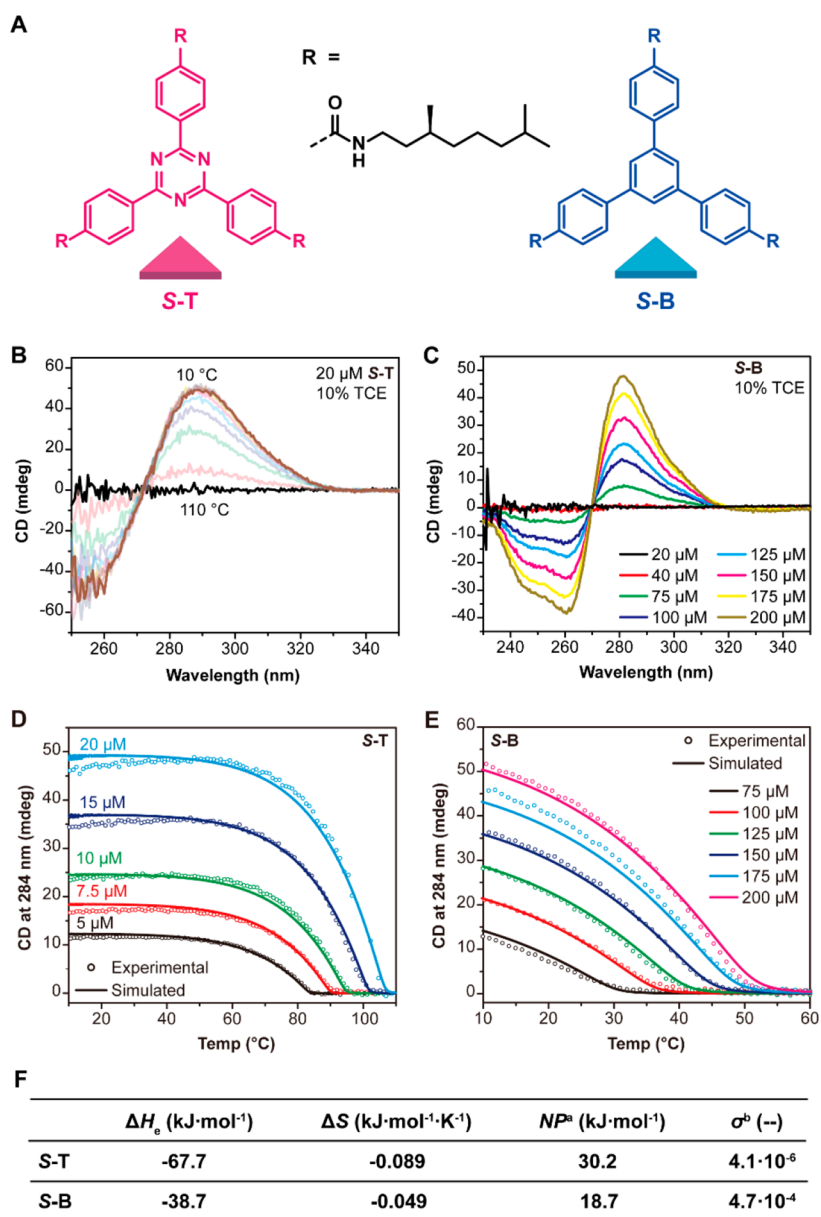 A
R
R =
R
O
N
H
N
N
N
R
R
R
R
S-T
S-B
B
60
40
20
0
-20
-40
-60
CD (mdeg)
10 °C
20 µM S-T
10% TCE
110 °C
260 280 300 320 340
Wavelength (nm)
C
50
40
30
20
10
0
-10
-20
-30
-40
CD (mdeg)
S-B
10% TCE
20 µM 125 µM
40 µM 150 µM
75 µM 175 µM
100 µM 200 µM
240 260 280 300 320 340
Wavelength (nm)
D
50
40
30
20
10
0
CD at 284 nm (mdeg)
S-T
20 µM
15 µM
10 µM
7.5 µM
5 µM
Experimental
Simulated
20 40 60 80 100
Temp (°C)
E
60
50
40
30
20
10
0
CD at 284 nm (mdeg)
S-B
Experimental
Simulated
75 µM
100 µM
125 µM
150 µM
175 µM
200 µM
10 20 30 40 50 60
Temp (°C)
F
ΔHe (kJ·mol-1) ΔS (kJ·mol-1·K-1) NPa (kJ·mol-1) σb (--)
S-T -67.7 -0.089 30.2 4.1·10-6
S-B -38.7 -0.049 18.7 4.7·10-4